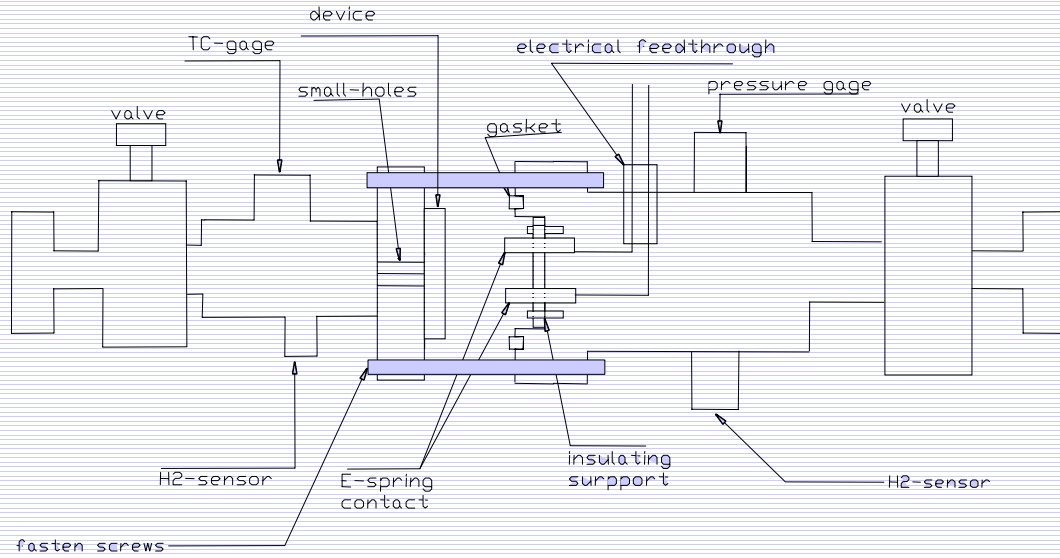 device
TC-gage
electrical feedthrough
small-holes
pressure gage
valve
gasket
valve
insulating
surpport
H2-sensor
E-spring
contact
H2-sensor
fasten screws